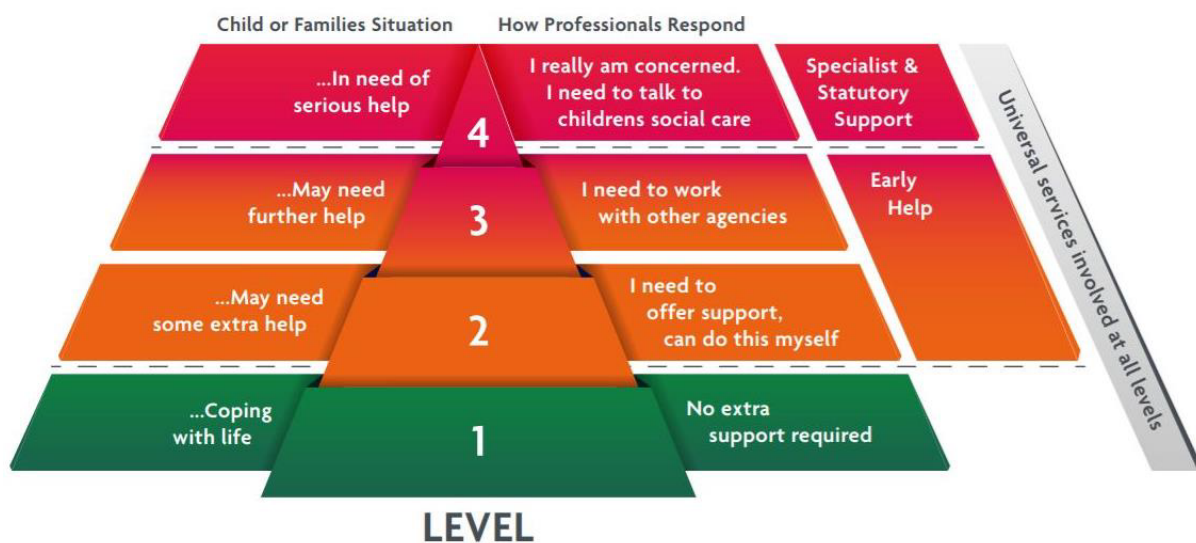 Child or Families Situation
How Professionals Respond
...In need of
serious help
4
I really am concerned.
I need to talk to
childrens social care
Specialist &
Statutory
Support
...May need
further help
3
I need to work
with other agencies
Early
Help
...May need
some extra help
2
I need to
offer support,
can do this myself
...Coping
with life
1
No extra
support required
Universal services involved at all levels
LEVEL